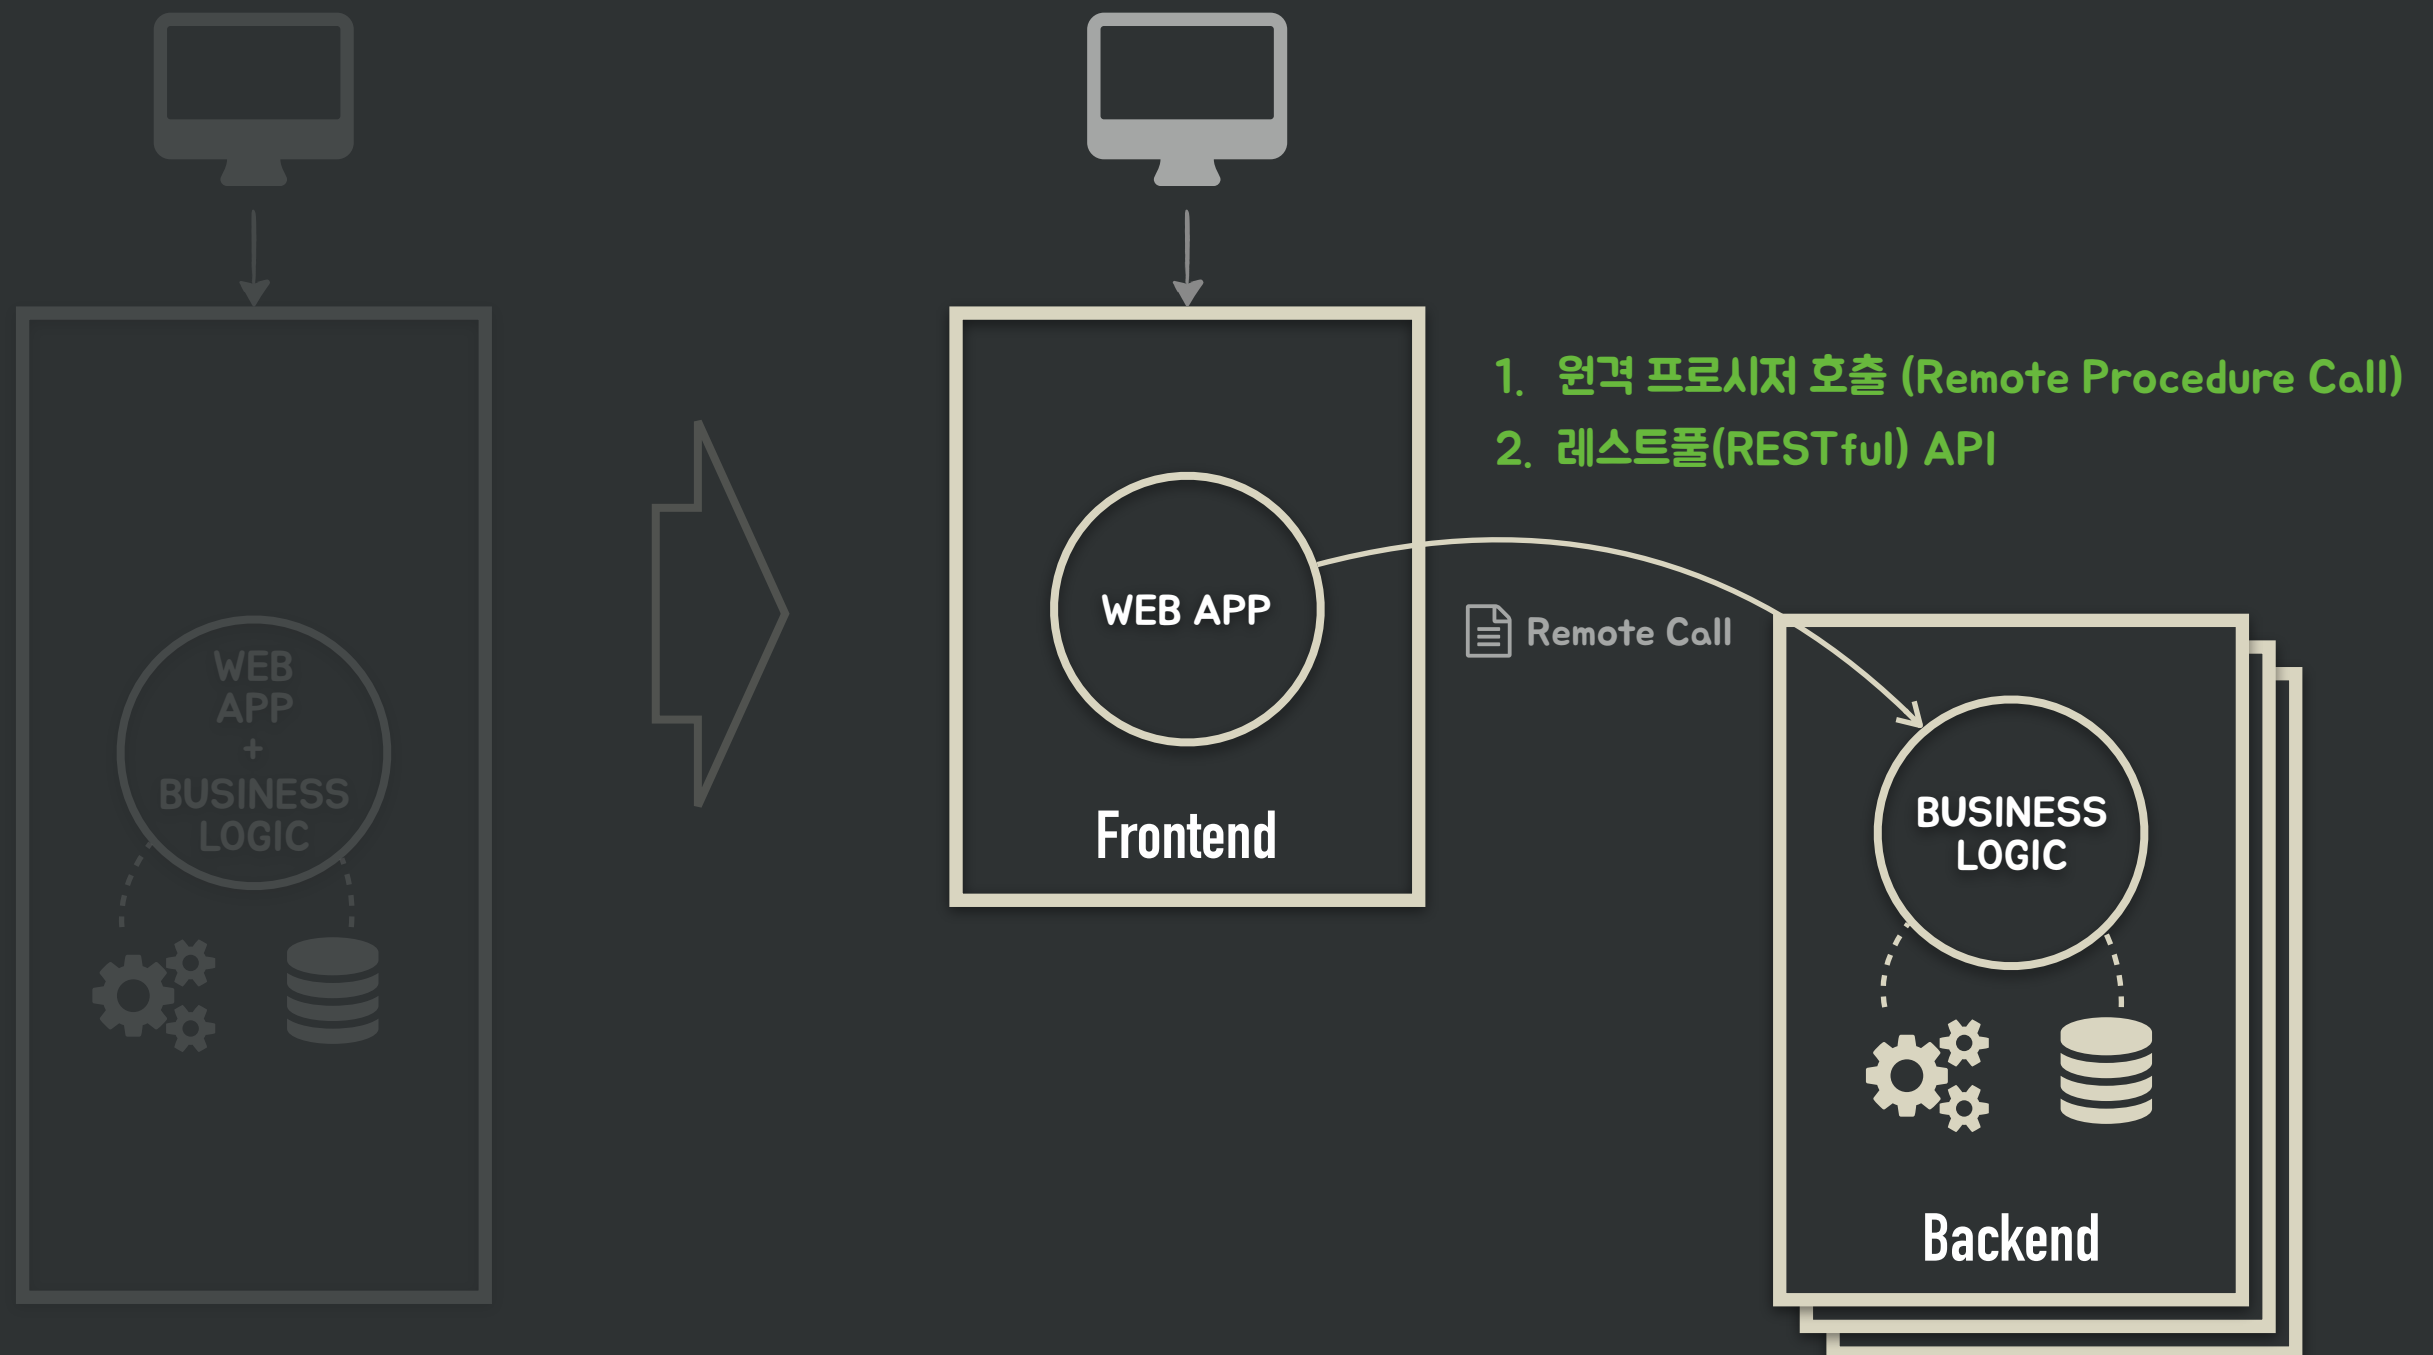 WEB
APP
+
BUSINESS
LOGIC
1. 원격 프로시저 호출 (Remote Procedure Call)
2. 레스트풀(RESTful) API
WEB APP
Remote Call
Frontend
BUSINESS
LOGIC
Backend